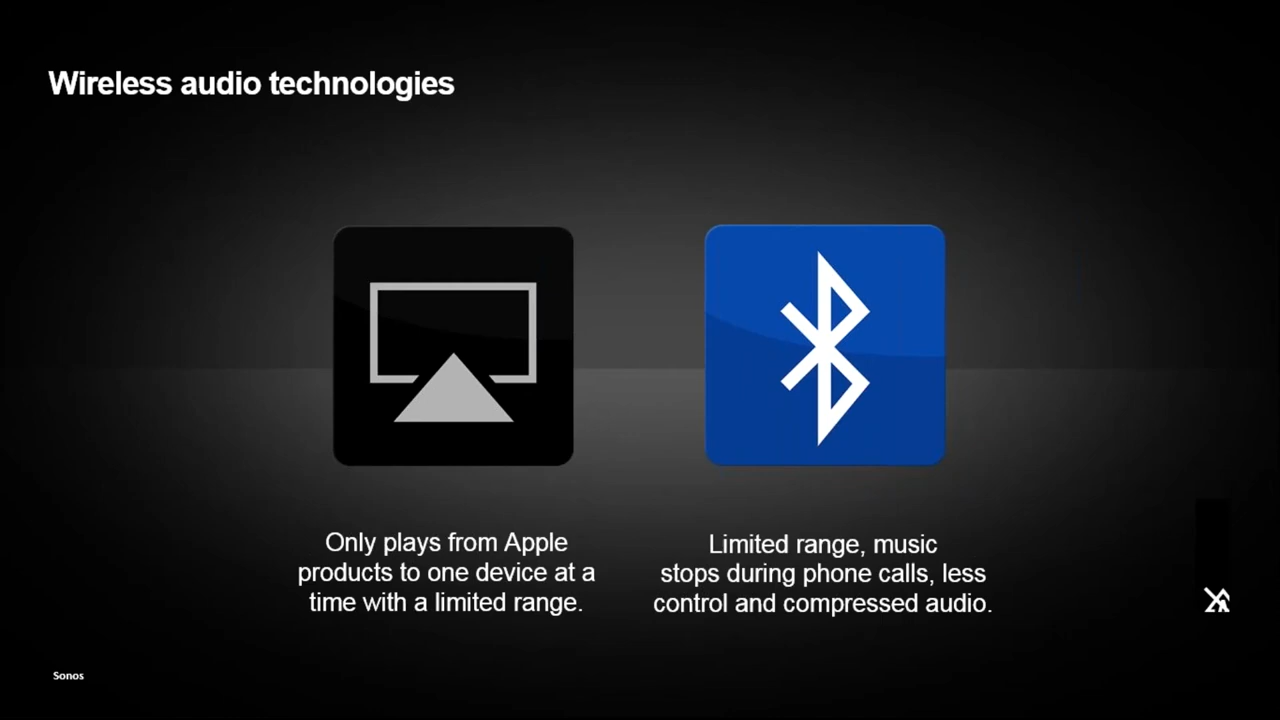 Wireless audio technologies
Only plays from Apple
products to one device at a
time with a limited range.
Limited range, music
stops during phone calls, less
control and compressed audio.
Sonos